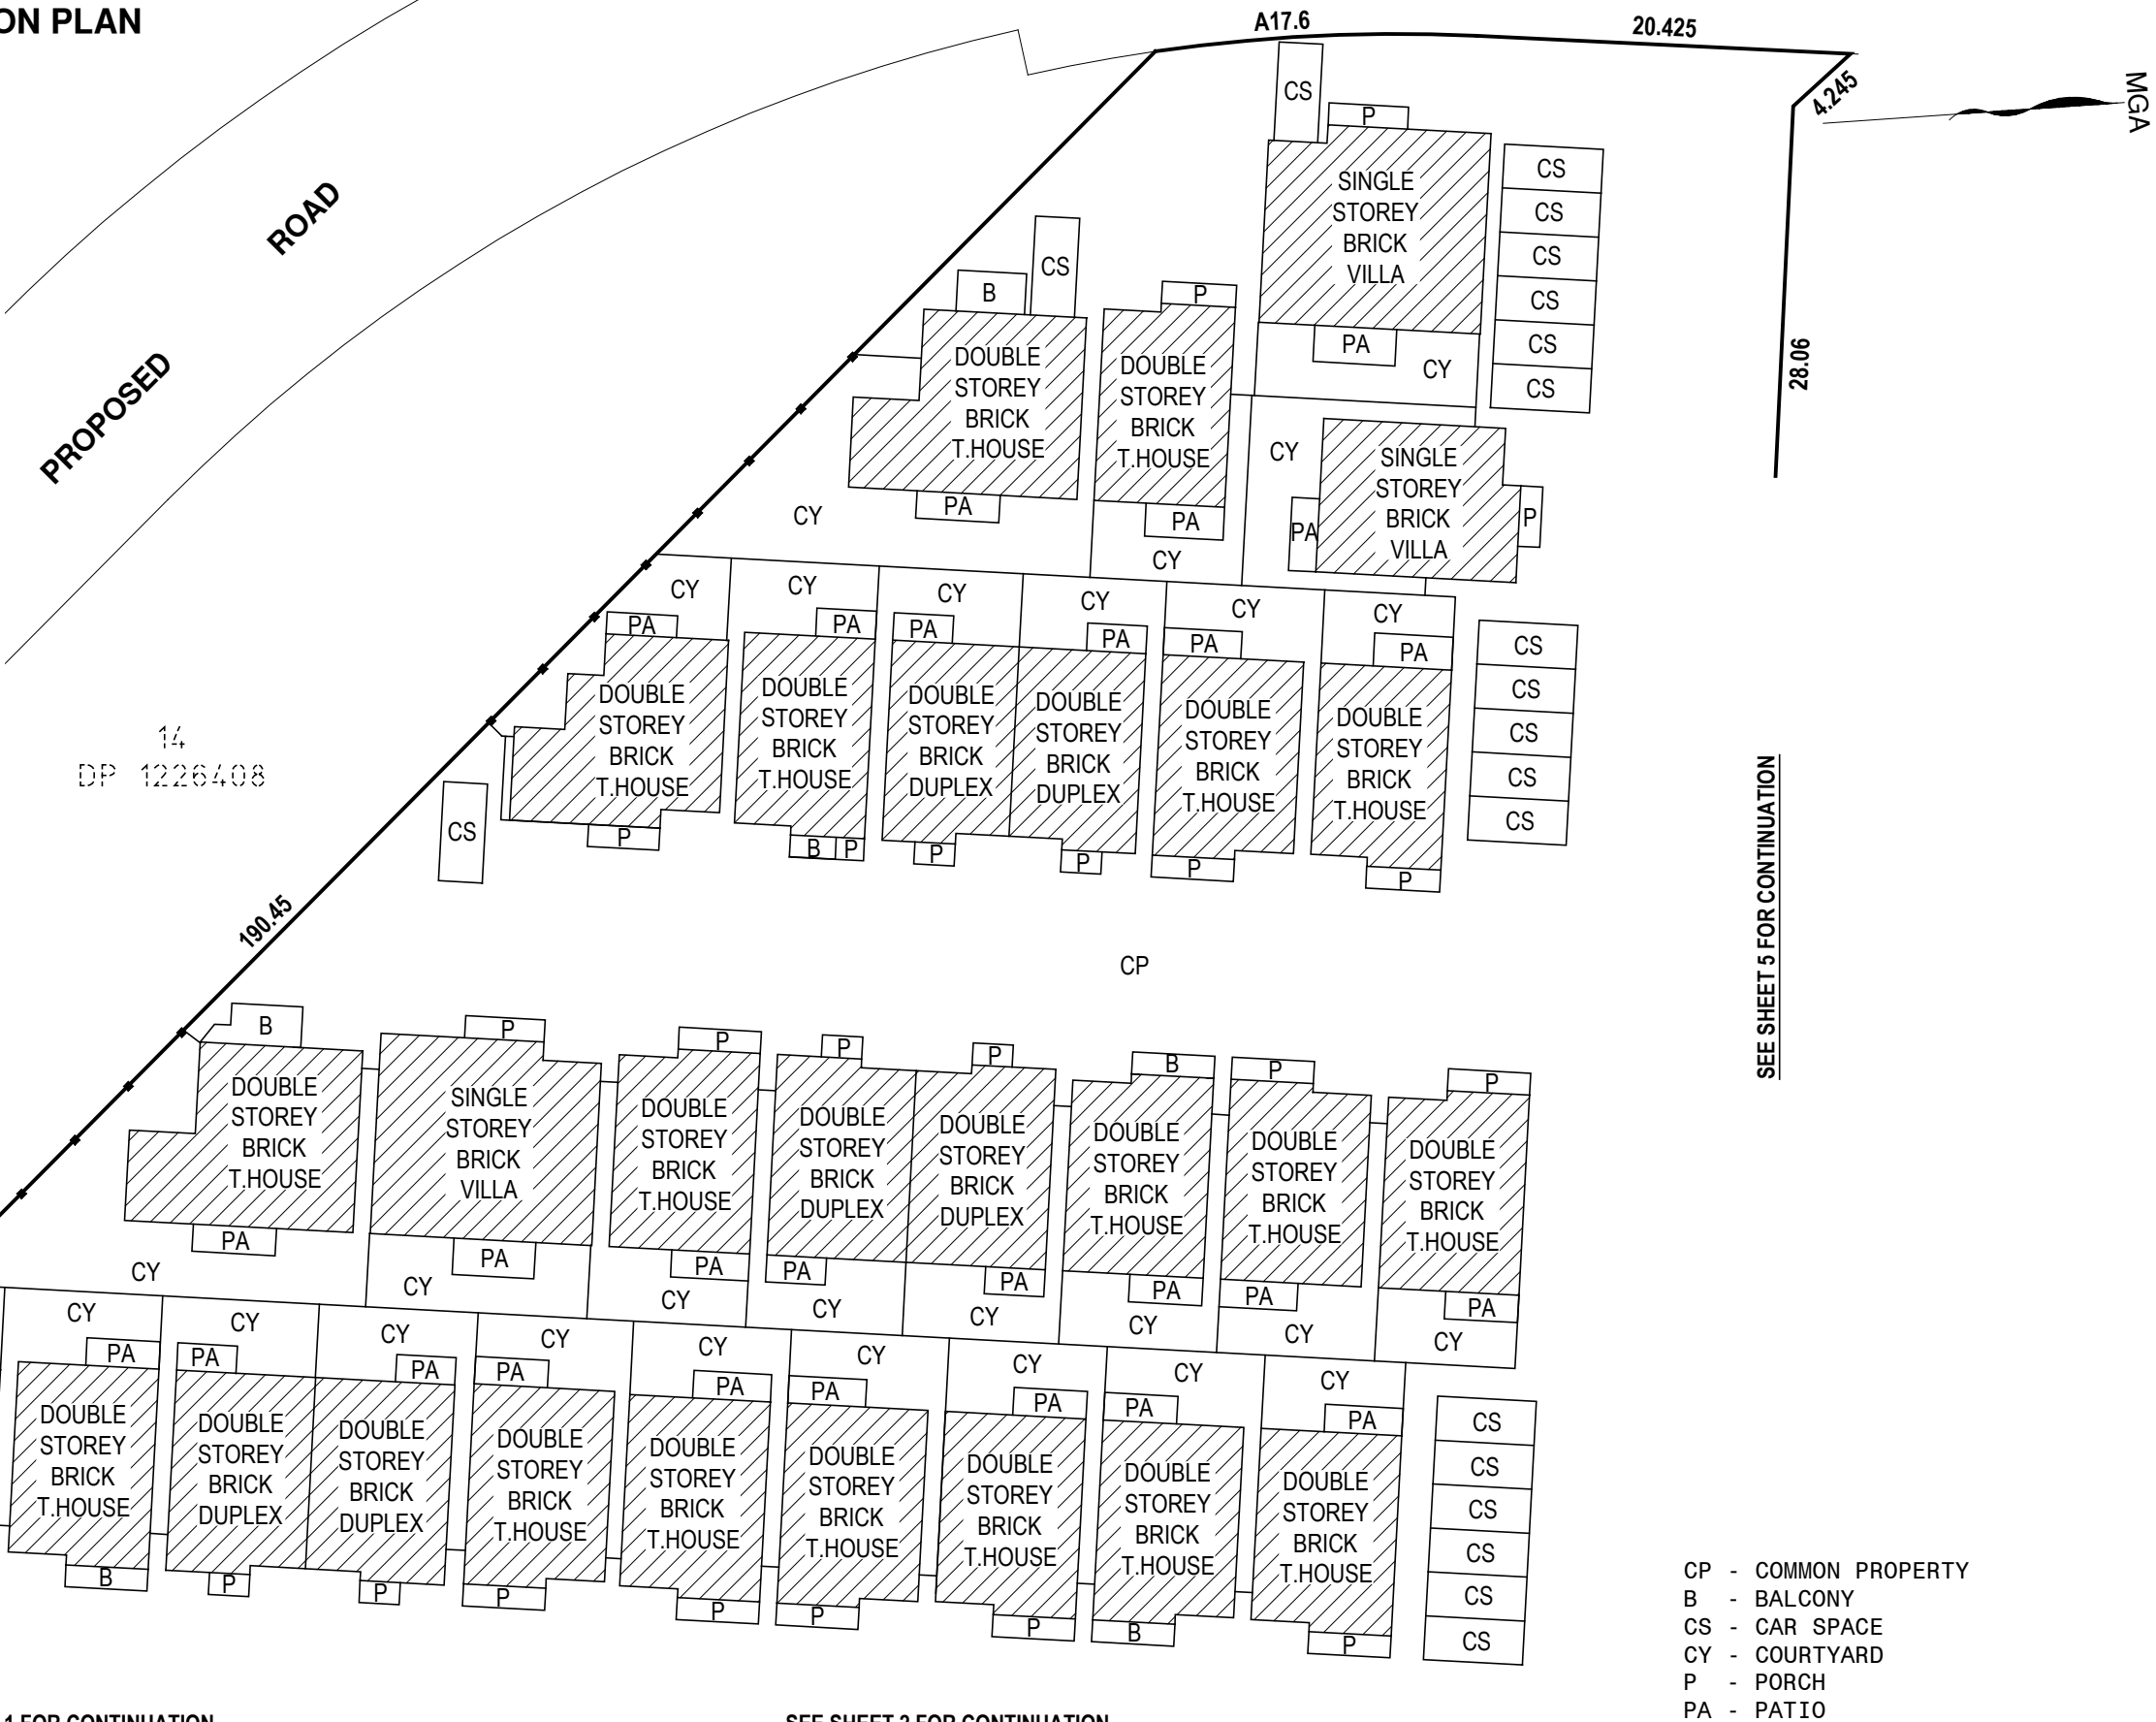 ON PLAN
A17.6
20.425
4.245
MGA
28.06
ROAD
PROPOSED
CS
P
SINGLE
STOREY
BRICK
VILLA
PA
CY
CS
CS
CS
CS
CS
CS
B
CS
DOUBLE
STOREY
BRICK
T.HOUSE
PA
CY
P
DOUBLE
STOREY
BRICK
T.HOUSE
PA
CY
CY
SINGLE
STOREY
BRICK
VILLA
PA
P
CY
PA
DOUBLE
STOREY
BRICK
T.HOUSE
P
CY
PA
DOUBLE
STOREY
BRICK
T.HOUSE
B P
CY
PA
DOUBLE
STOREY
BRICK
DUPLEX
P
CY
PA
DOUBLE
STOREY
BRICK
DUPLEX
P
CY
PA
DOUBLE
STOREY
BRICK
T.HOUSE
P
CY
PA
DOUBLE
STOREY
BRICK
T.HOUSE
P
CS
CS
CS
CS
CS
14
DP 1226408
CS
190.45
CP
SEE SHEET 5 FOR CONTINUATION
B
DOUBLE
STOREY
BRICK
T.HOUSE
PA
CY
P
SINGLE
STOREY
BRICK
VILLA
PA
CY
P
DOUBLE
STOREY
BRICK
T.HOUSE
PA
CY
P
DOUBLE
STOREY
BRICK
DUPLEX
PA
CY
P
DOUBLE
STOREY
BRICK
DUPLEX
PA
CY
B
DOUBLE
STOREY
BRICK
T.HOUSE
PA
CY
P
DOUBLE
STOREY
BRICK
T.HOUSE
PA
CY
P
DOUBLE
STOREY
BRICK
T.HOUSE
PA
CY
CY
PA
DOUBLE
STOREY
BRICK
T.HOUSE
B
CY
PA
DOUBLE
STOREY
BRICK
DUPLEX
P
CY
PA
DOUBLE
STOREY
BRICK
DUPLEX
P
CY
PA
DOUBLE
STOREY
BRICK
T.HOUSE
P
CY
PA
DOUBLE
STOREY
BRICK
T.HOUSE
P
CY
PA
DOUBLE
STOREY
BRICK
T.HOUSE
P
CY
PA
DOUBLE
STOREY
BRICK
T.HOUSE
P
CY
PA
DOUBLE
STOREY
BRICK
T.HOUSE
B
CY
PA
DOUBLE
STOREY
BRICK
T.HOUSE
P
CS
CS
CS
CS
CS
CS
CP - COMMON PROPERTY
B - BALCONY
CS - CAR SPACE
CY - COURTYARD
P - PORCH
PA - PATIO
1 FOR CONTINUATION
SEE SHEET 2 FOR CONTINUATION